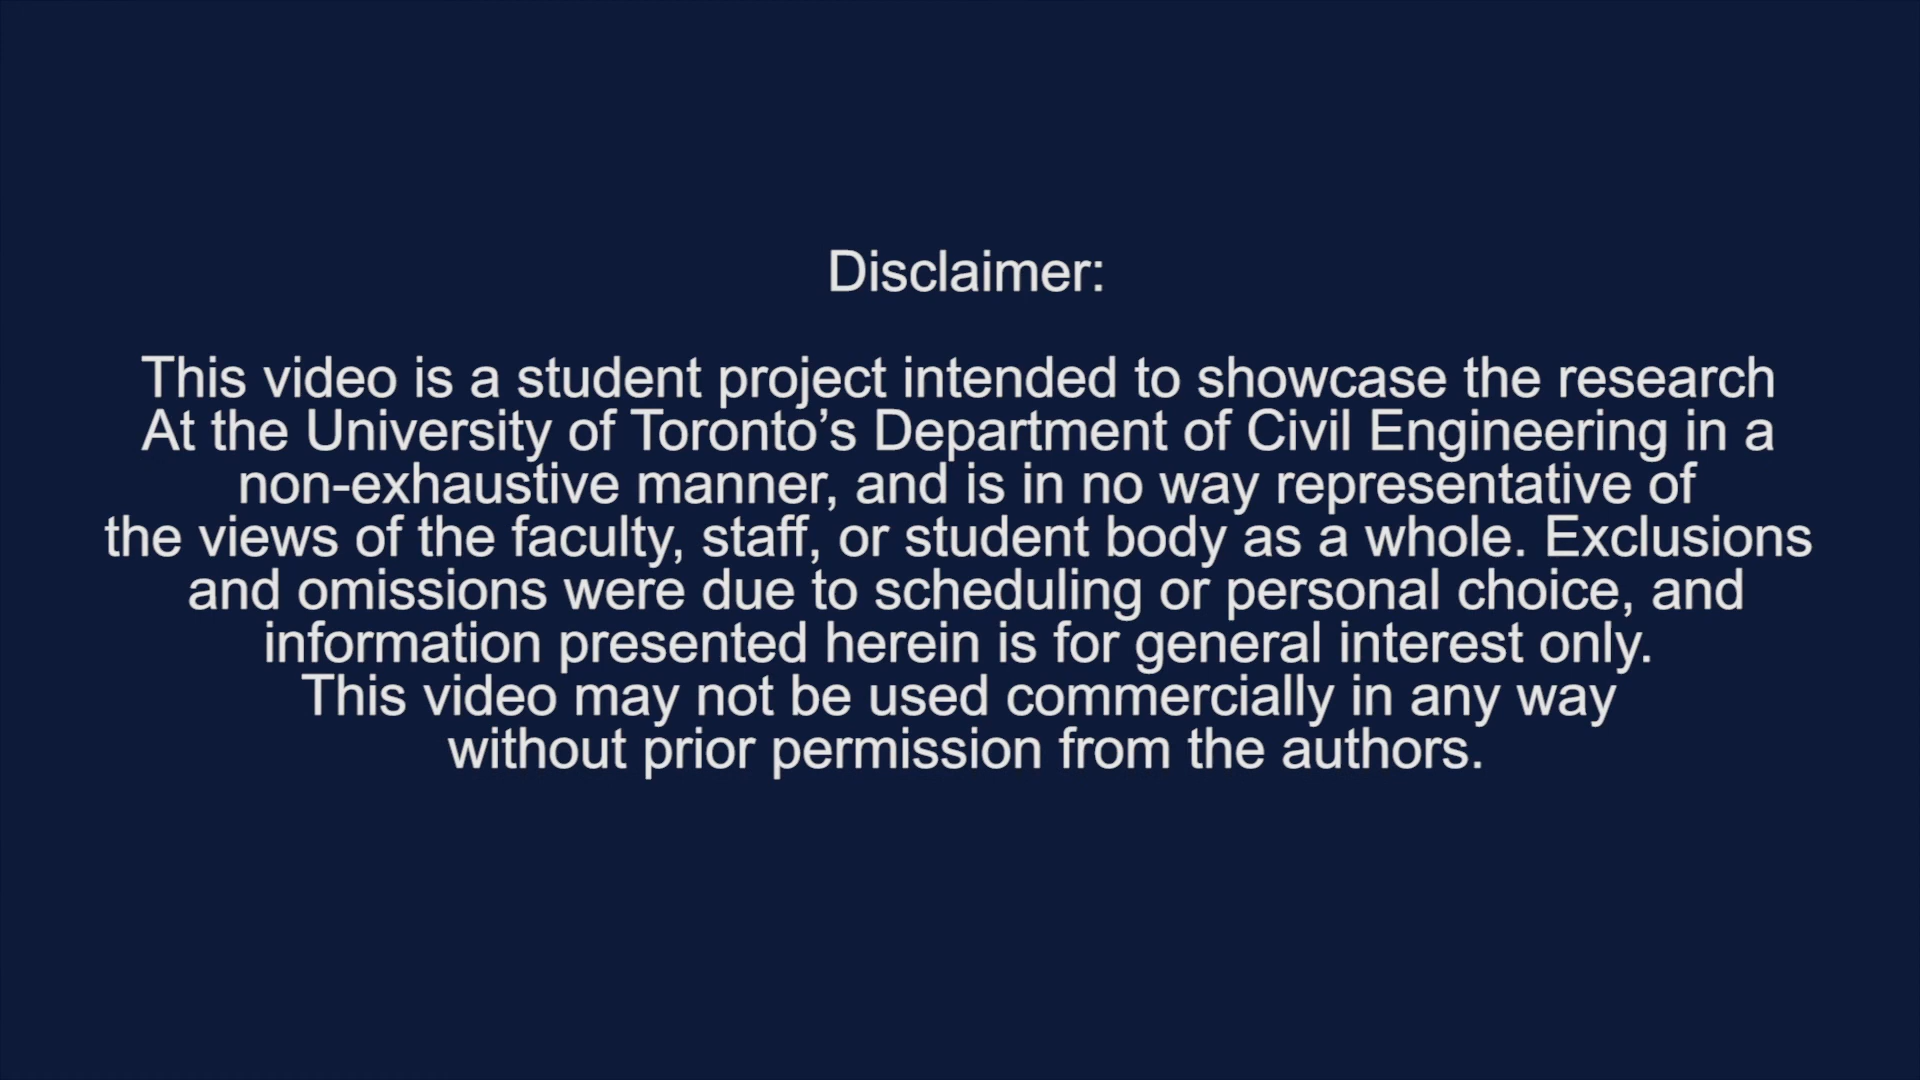 Disclaimer:
This video is a student project intended to showcase the research
At the University of Toronto’s Department of Civil Engineering in a
non-exhaustive manner, and is in no way representative of
the views of the faculty, staff, or student body as a whole. Exclusions
and omissions were due to scheduling or personal choice, and
information presented herein is for general interest only.
This video may not be used commercially in any way
without prior permission from the authors.